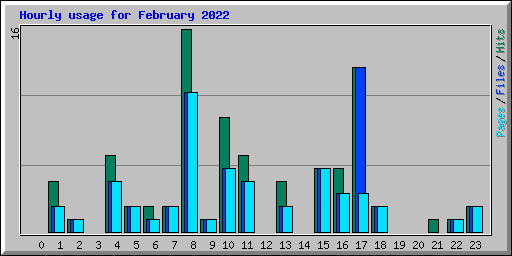 Hourly usage for February 2022
16
Pages / Files / Hits
0 1 2 3 4 5 6 7 8 9 10 11 12 13 14 15 16 17 18 19 20 21 22 23